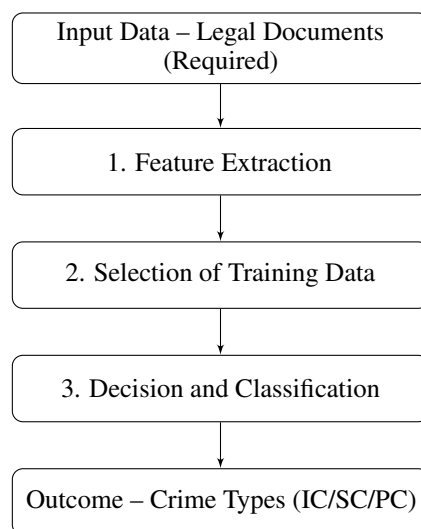 Input Data – Legal Documents
(Required)
1. Feature Extraction
2. Selection of Training Data
3. Decision and Classification
Outcome – Crime Types (IC/SC/PC)